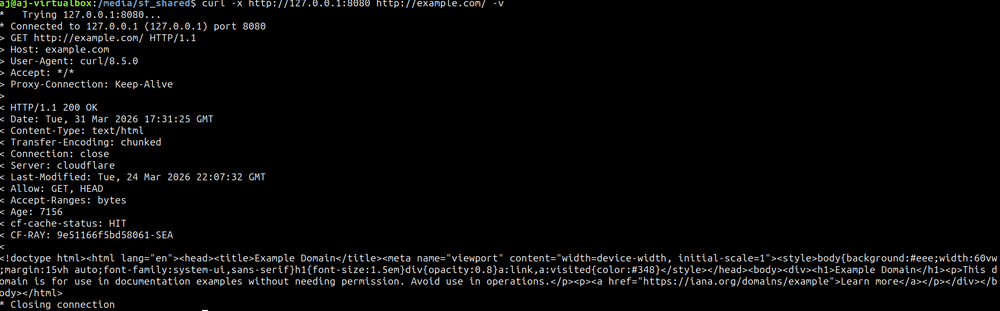 aj@aj-virtualbox:/media/sf_shared$ curl -x http://127.0.0.1:8080 http://example.com/ -v
*   Trying 127.0.0.1:8080...
* Connected to 127.0.0.1 (127.0.0.1) port 8080
> GET http://example.com/ HTTP/1.1
> Host: example.com
> User-Agent: curl/8.5.0
> Accept: */*
> Proxy-Connection: Keep-Alive
>
< HTTP/1.1 200 OK
< Date: Tue, 31 Mar 2026 17:31:25 GMT
< Content-Type: text/html
< Transfer-Encoding: chunked
< Connection: close
< Server: cloudflare
< Last-Modified: Tue, 24 Mar 2026 22:07:32 GMT
< Allow: GET, HEAD
< Accept-Ranges: bytes
< Age: 7156
< cf-cache-status: HIT
< CF-RAY: 9e51166f5bd58061-SEA
<
<!doctype html><html lang="en"><head><title>Example Domain</title><meta name="viewport" content="width=device-width, initial-scale=1"><style>body{background:#eee;width:60vw
;margin:15vh auto;font-family:system-ui,sans-serif}h1{font-size:1.5em}div{opacity:0.8}a:link,a:visited{color:#348}</style></head><body><div><h1>Example Domain</h1><p>This d
omain is for use in documentation examples without needing permission. Avoid use in operations.</p><p><a href="https://iana.org/domains/example">Learn more</a></p></div></b
ody></html>
* Closing connection